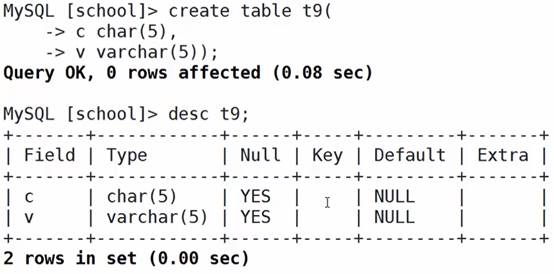 MySQL [school]> create table t9(
    -> c char(5),
    -> v varchar(5));
Query OK, 0 rows affected (0.08 sec)

MySQL [school]> desc t9;
+-------+------------+------+-----+---------+-------+
| Field | Type       | Null | Key | Default | Extra |
+-------+------------+------+-----+---------+-------+
| c     | char(5)    | YES  |     | NULL    |       |
| v     | varchar(5) | YES  |     | NULL    |       |
+-------+------------+------+-----+---------+-------+
2 rows in set (0.00 sec)